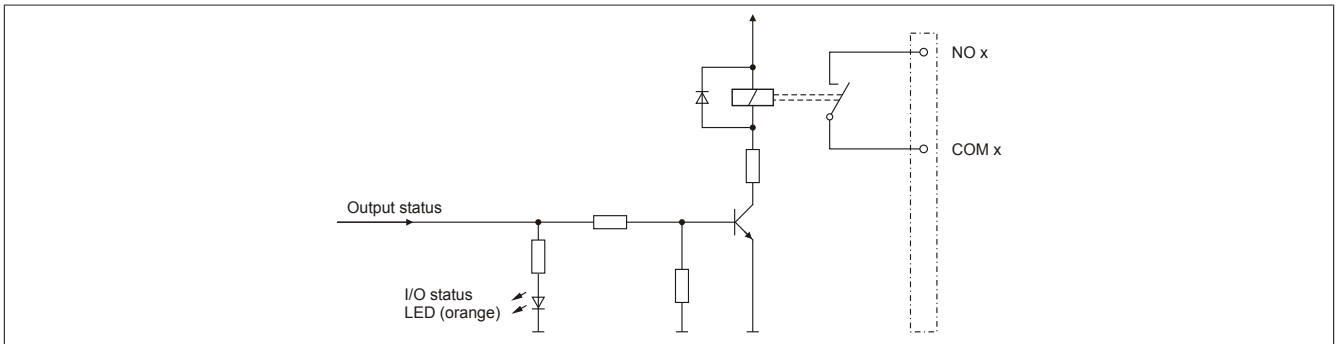 NO x
COM x
Output status
I/O status
LED (orange)